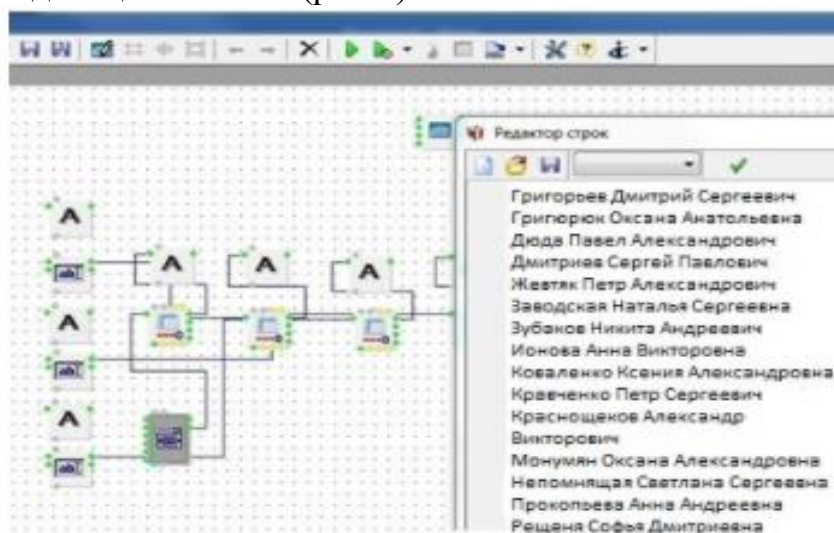 A
A
A
A
A
A
Редактор строк
Григорьев Дмитрий Сергеевич
Григорюк Оксана Анатольевна
Дюда Павел Александрович
Дмитриев Сергей Павлович
Жевтяк Петр Александрович
Заводская Наталья Сергеевна
Зубаков Никита Андреевич
Ионова Анна Викторовна
Коваленко Ксения Александровна
Кравченко Петр Сергеевич
Краснощеков Александр
Викторович
Монумян Оксана Александровна
Непомнящая Светлана Сергеевна
Прокопьева Анна Андреевна
Рещеня Софья Дмитриевна